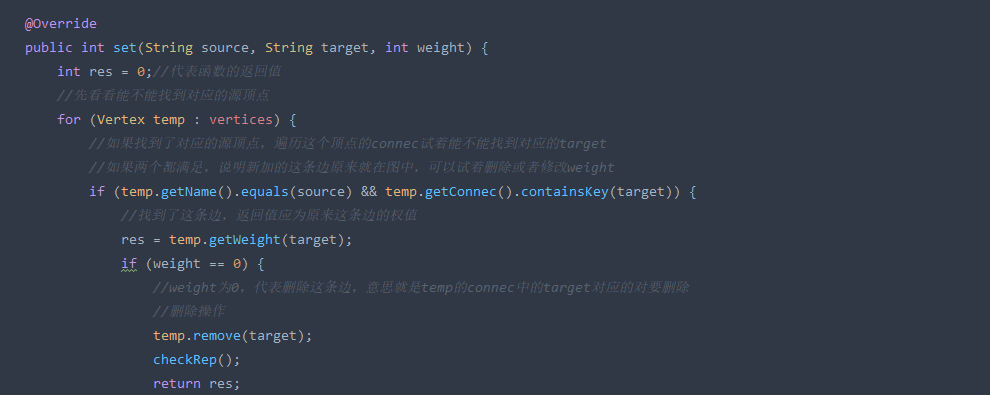 @Override
public int set(String source, String target, int weight) {
int res = 0;//代表函数的返回值
//先看看能不能找到对应的源顶点
for (Vertex temp : vertices) {
//如果找到了对应的源顶点，遍历这个顶点的connec试着能不能找到对应的target
//如果两个都满足，说明新加的这条边原来就在图中，可以试着删除或者修改weight
if (temp.getName().equals(source) && temp.getConnec().containsKey(target)) {
//找到了这条边，返回值应为原来这条边的权值
res = temp.getWeight(target);
if (weight == 0) {
//weight为0，代表删除这条边，意思就是temp的connec中的target对应的对要删除
//删除操作
temp.remove(target);
checkRep();
return res;